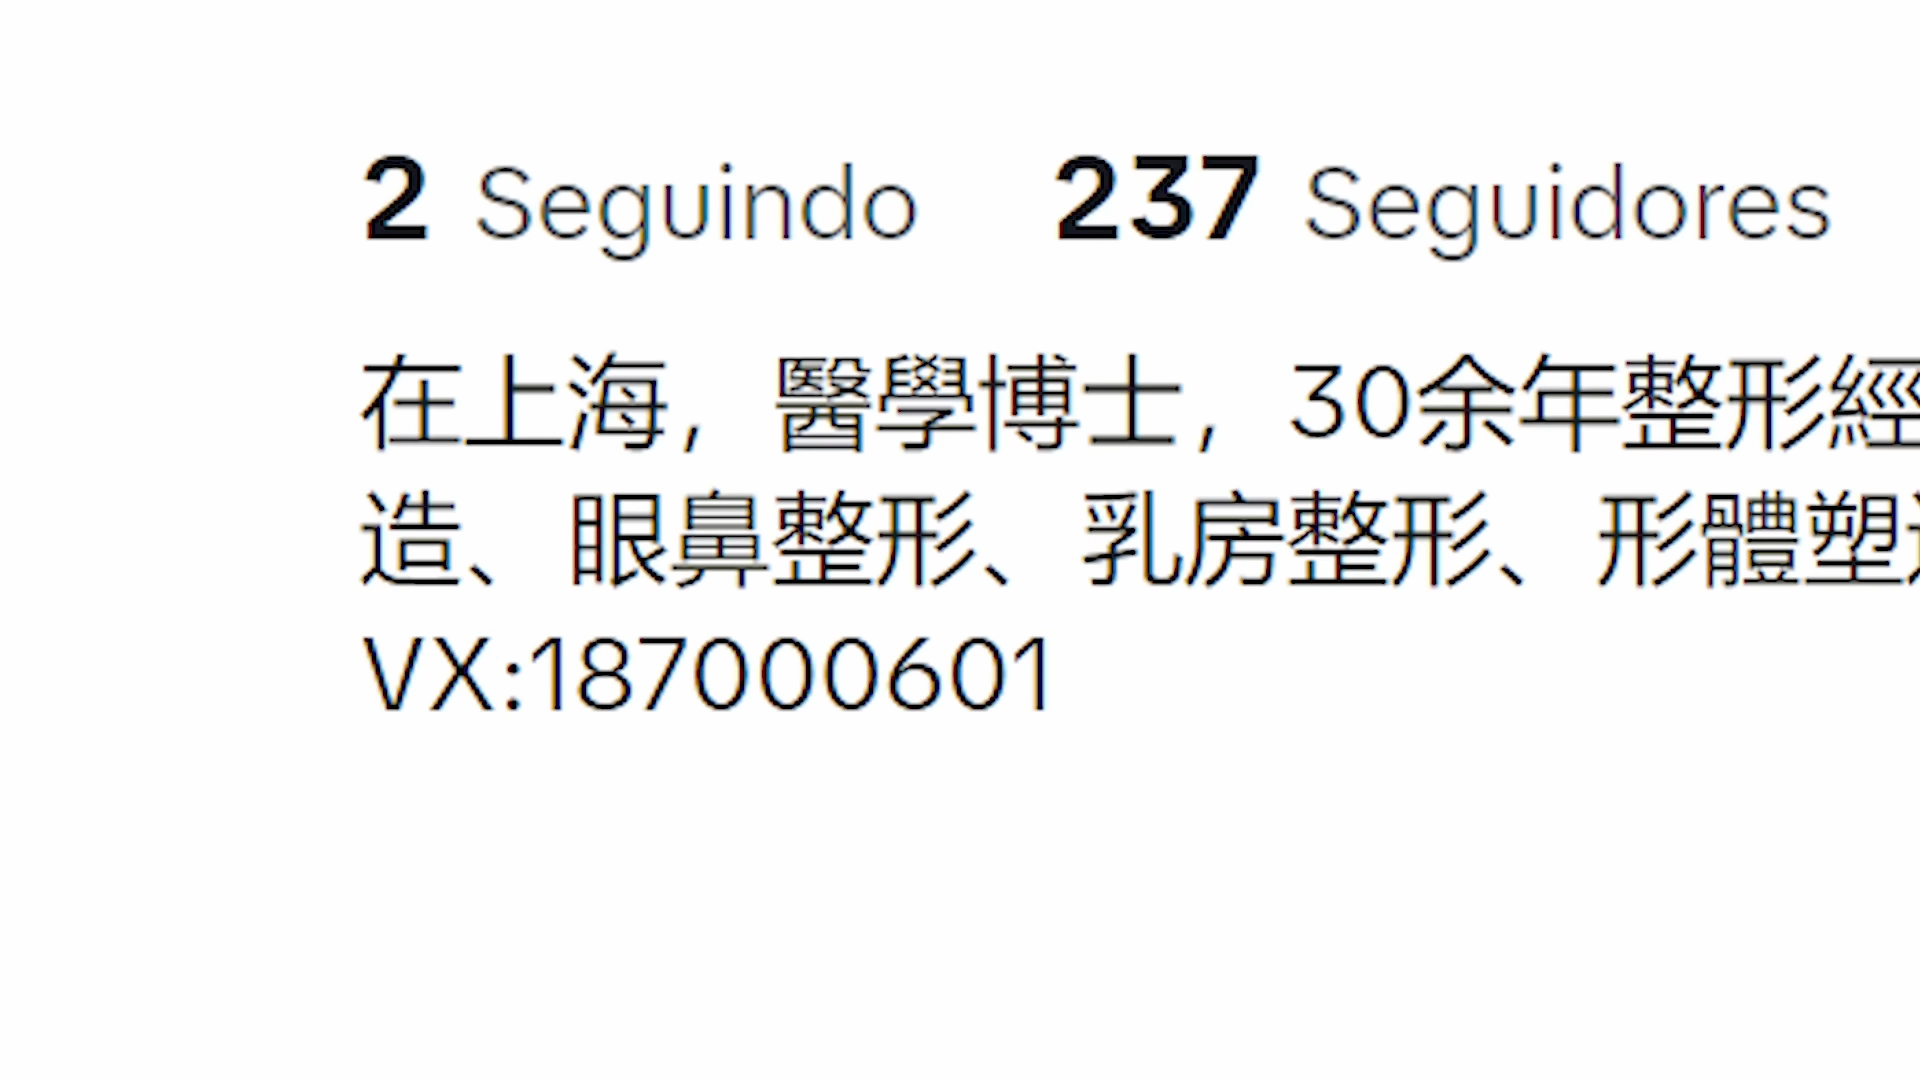 2 Seguindo 237 Seguidores
在上海，醫學博士，30余年整形經
造、眼鼻整形、乳房整形、形體塑
VX:187000601